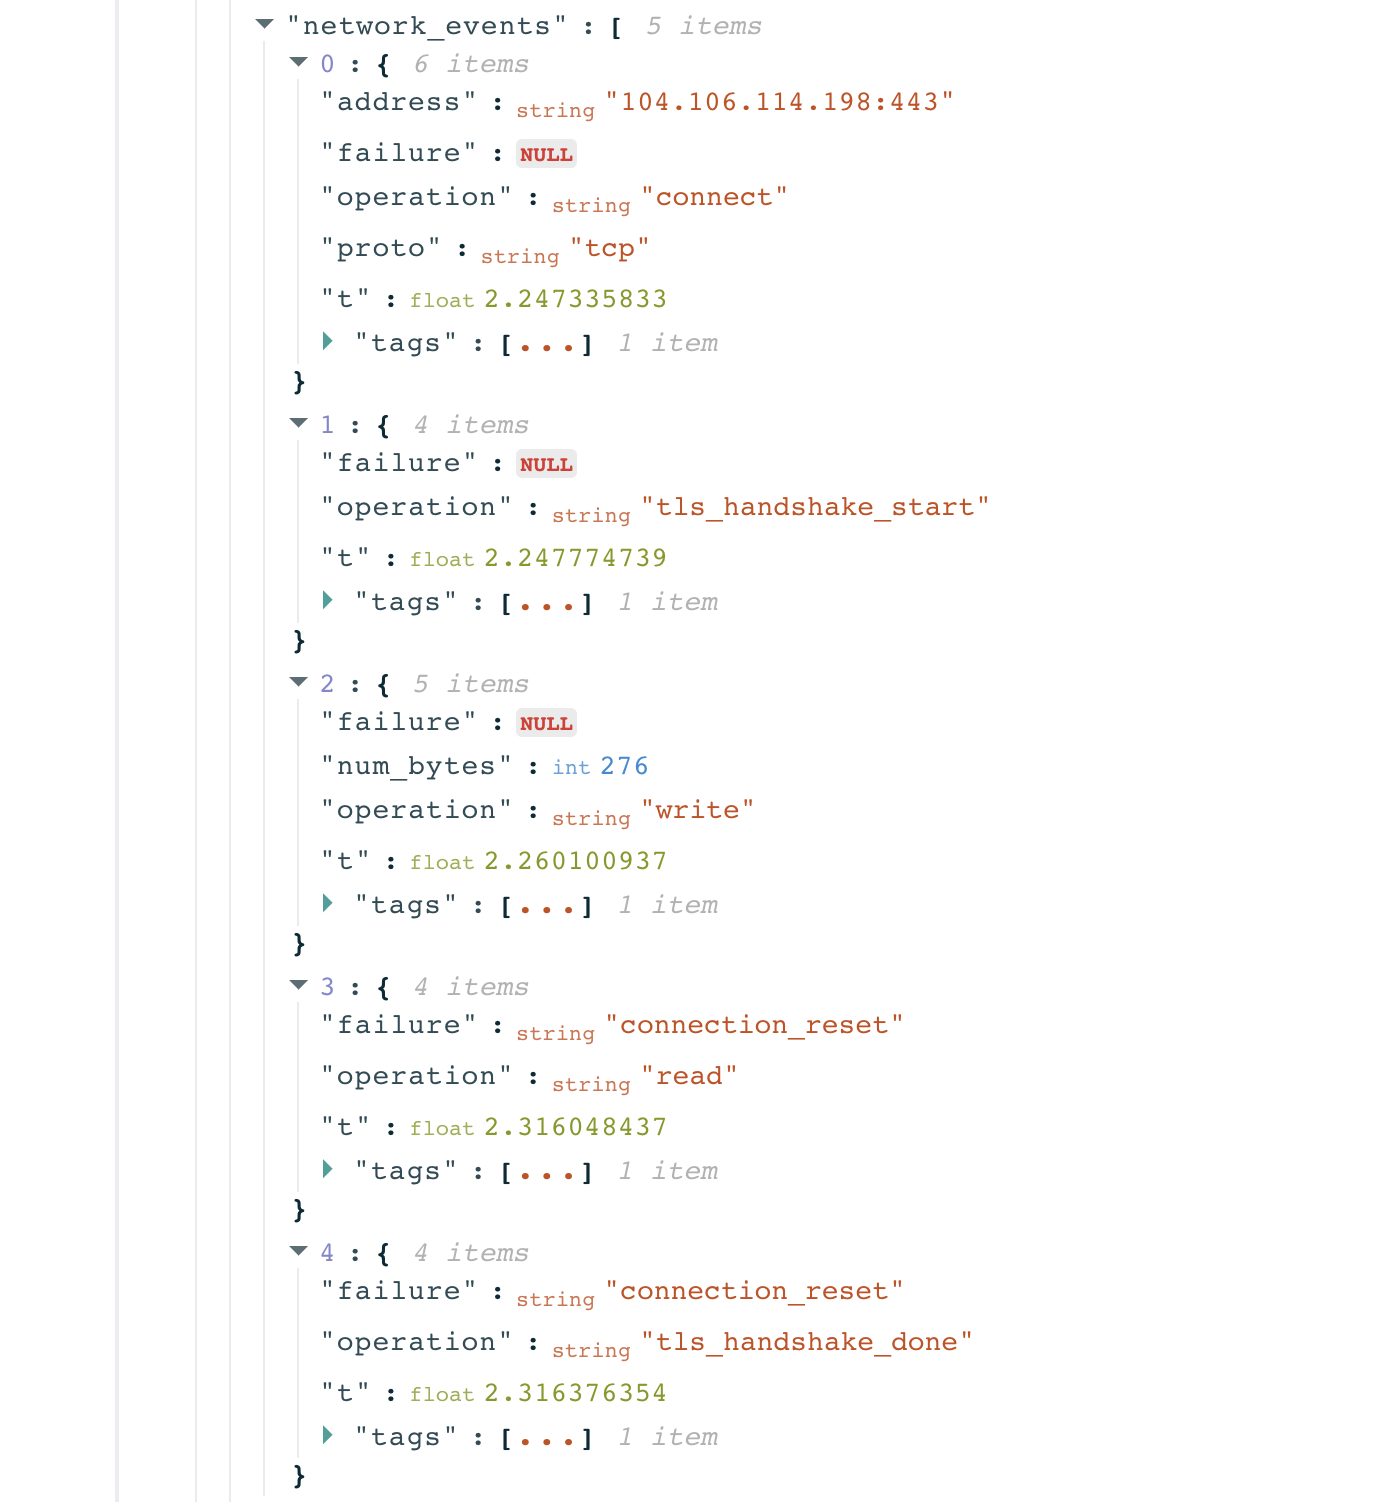 "network_events" : [ 5 items
0 : { 6 items
"address" : string "104.106.114.198:443"
"failure" : NULL
"operation" : string "connect"
"proto" : string "tcp"
"t" : float 2.247335833
"tags" : [...] 1 item
}
1 : { 4 items
"failure" : NULL
"operation" : string "tls_handshake_start"
"t" : float 2.247774739
"tags" : [...] 1 item
}
2 : { 5 items
"failure" : NULL
"num_bytes" : int 276
"operation" : string "write"
"t" : float 2.260100937
"tags" : [...] 1 item
}
3 : { 4 items
"failure" : string "connection_reset"
"operation" : string "read"
"t" : float 2.316048437
"tags" : [...] 1 item
}
4 : { 4 items
"failure" : string "connection_reset"
"operation" : string "tls_handshake_done"
"t" : float 2.316376354
"tags" : [...] 1 item
}